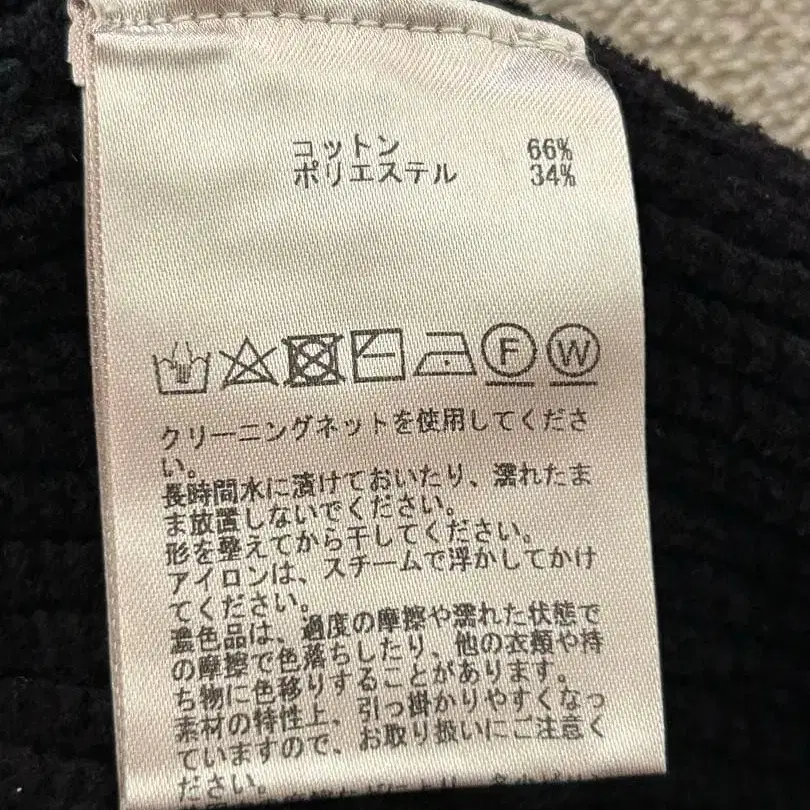 コットン 66%
ポリエステル 34%
F W
クリーニングネットを使用してくださ
い。
長時間水に漬けておいたり、濡れたま
ま放置しないでください。
形を整えてから干してください。
アイロンは、スチームで浮かしてかけ
てください。
濃色品は、過度の摩擦や濡れた状態で
の摩擦で色落ちしたり、他の衣類や持
ち物に色移りすることがあります。
素材の特性上、引っ掛かりやすくなっ
ていますので、お取り扱いにご注意く
ださい。